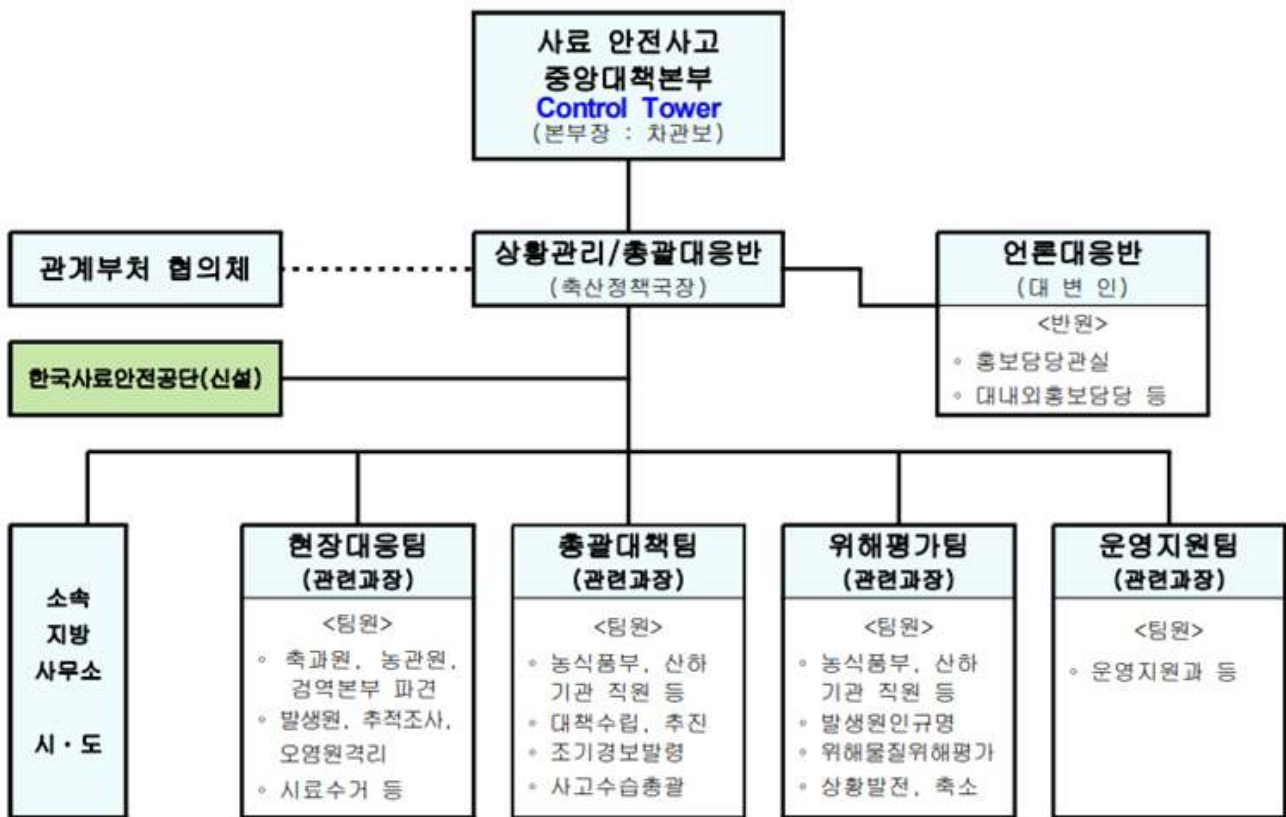 사료 안전사고
중앙대책본부
Control Tower
(본부장 : 차관보)
관계부처 협의체
상황관리/총괄대응반
(축산정책국장)
언론대응반
(대 변 인)
<반원>
◦ 홍보담당관실
◦ 대내외홍보담당 등
한국사료안전공단(신설)
소속
지방
사무소
시·도
현장대응팀
(관련과장)
<팀원>
◦ 축과원, 농관원,
검역본부 파견
◦ 발생원, 추적조사,
오염원격리
◦ 시료수거 등
총괄대책팀
(관련과장)
<팀원>
◦ 농식품부, 산하
기관 직원 등
◦ 대책수립, 추진
◦ 조기경보발령
◦ 사고수습총괄
위해평가팀
(관련과장)
<팀원>
◦ 농식품부, 산하
기관 직원 등
◦ 발생원인규명
◦ 위해물질위해평가
◦ 상황발전, 축소
운영지원팀
(관련과장)
<팀원>
◦ 운영지원과 등